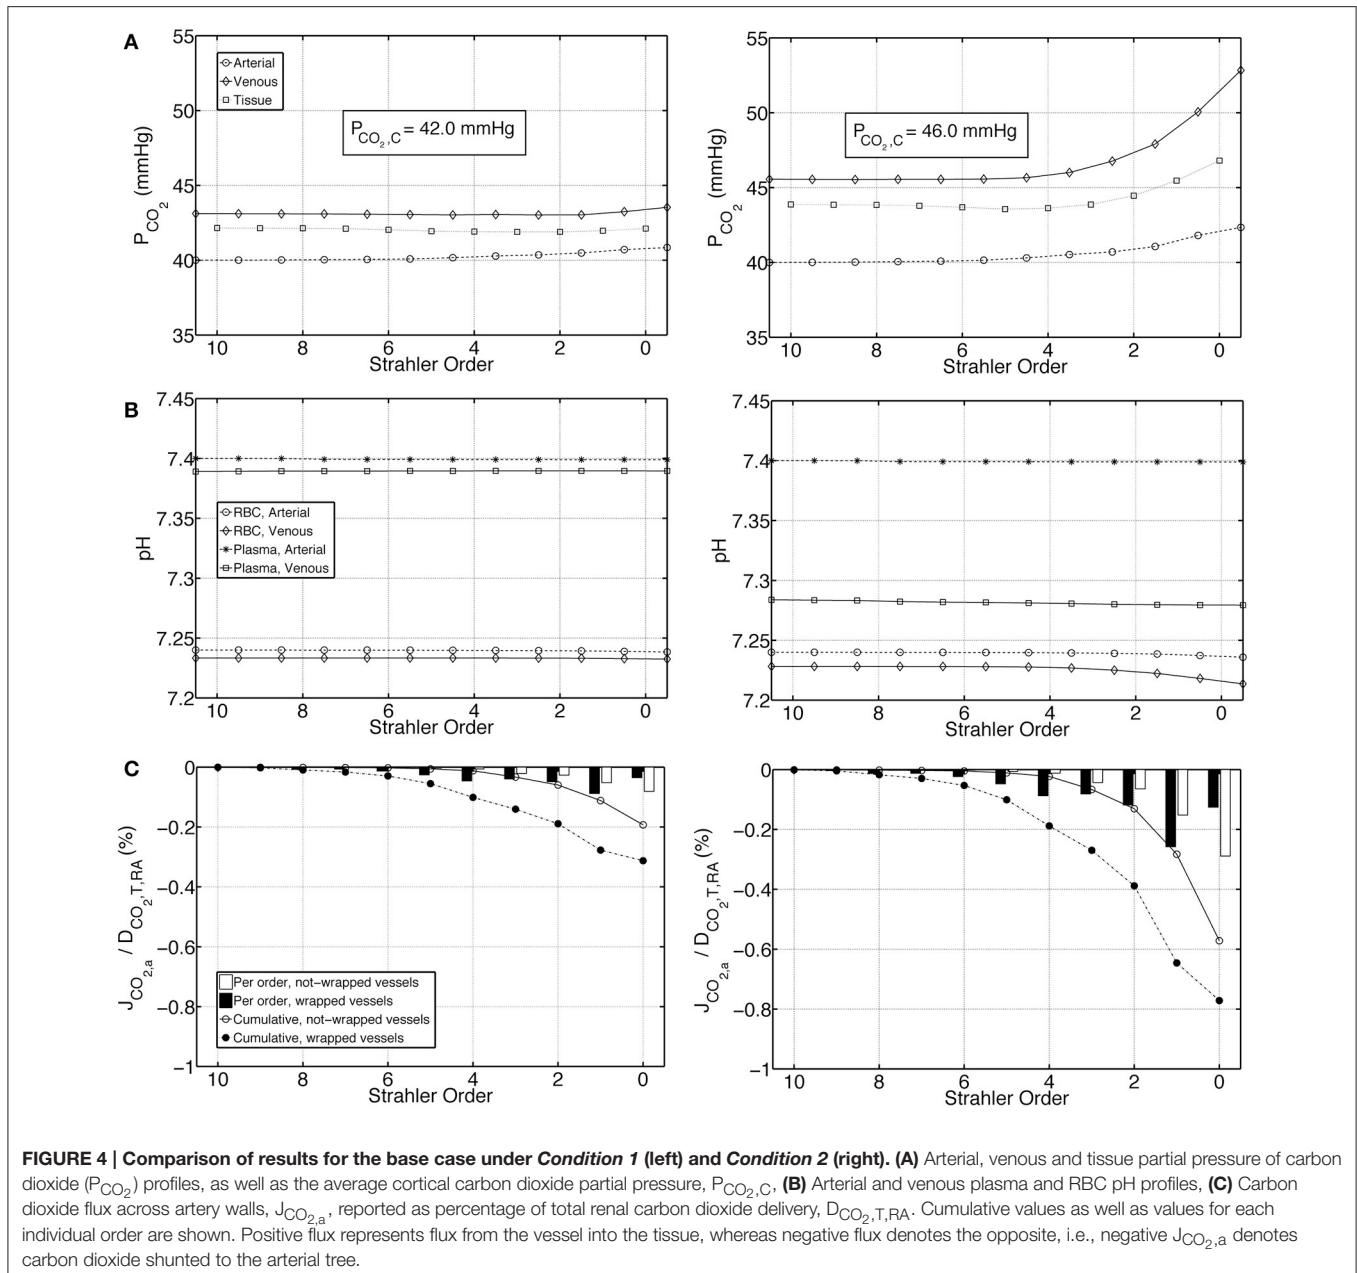 A
55
50
45
40
35
P_CO2 (mmHg)
Arterial
Venous
Tissue
P_CO2,C = 42.0 mmHg
10 8 6 4 2 0
Strahler Order
55
50
45
40
35
P_CO2 (mmHg)
P_CO2,C = 46.0 mmHg
10 8 6 4 2 0
Strahler Order
B
7.45
7.4
7.35
7.3
7.25
7.2
pH
RBC, Arterial
RBC, Venous
Plasma, Arterial
Plasma, Venous
10 8 6 4 2 0
Strahler Order
7.45
7.4
7.35
7.3
7.25
7.2
pH
10 8 6 4 2 0
Strahler Order
C
0
−0.2
−0.4
−0.6
−0.8
−1
J_CO2,a / D_CO2,T,RA (%)
Per order, not−wrapped vessels
Per order, wrapped vessels
Cumulative, not−wrapped vessels
Cumulative, wrapped vessels
10 8 6 4 2 0
Strahler Order
0
−0.2
−0.4
−0.6
−0.8
−1
J_CO2,a / D_CO2,T,RA (%)
10 8 6 4 2 0
Strahler Order
FIGURE 4 | Comparison of results for the base case under Condition 1 (left) and Condition 2 (right). (A) Arterial, venous and tissue partial pressure of carbon
dioxide (P_CO2) profiles, as well as the average cortical carbon dioxide partial pressure, P_CO2,C, (B) Arterial and venous plasma and RBC pH profiles, (C) Carbon
dioxide flux across artery walls, J_CO2,a, reported as percentage of total renal carbon dioxide delivery, D_CO2,T,RA. Cumulative values as well as values for each
individual order are shown. Positive flux represents flux from the vessel into the tissue, whereas negative flux denotes the opposite, i.e., negative J_CO2,a denotes
carbon dioxide shunted to the arterial tree.